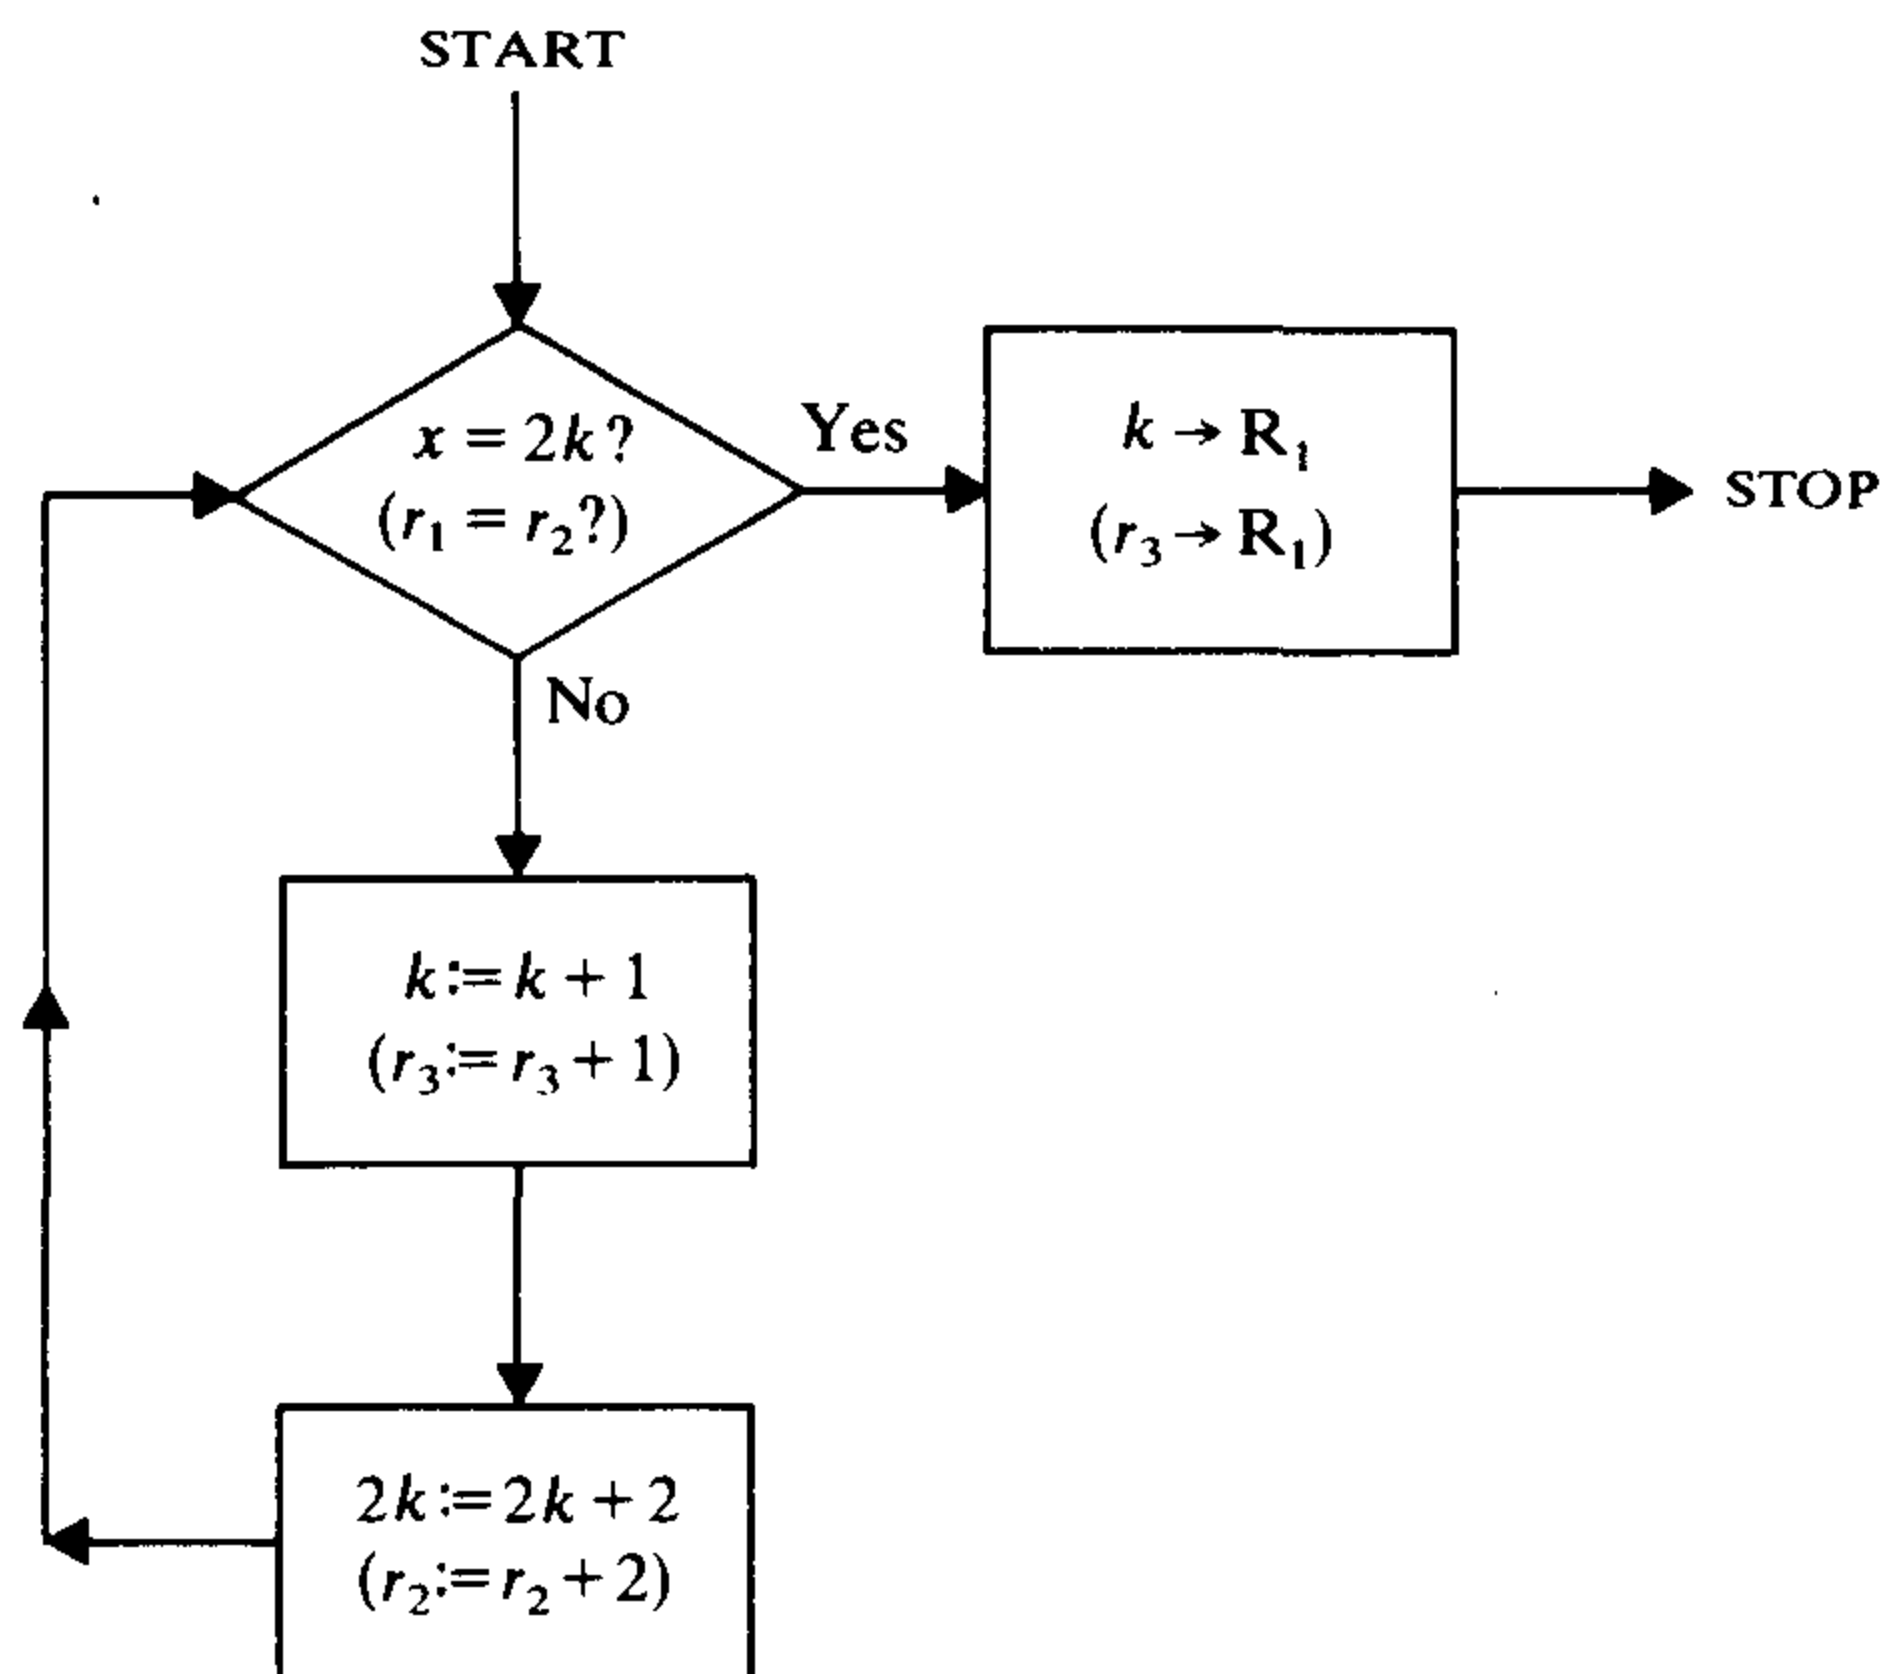 START
x = 2k?
(r₁ = r₂?)
Yes
k → R₁
(r₃ → R₁)
STOP
No
k := k + 1
(r₃ := r₃ + 1)
2k := 2k + 2
(r₂ := r₂ + 2)